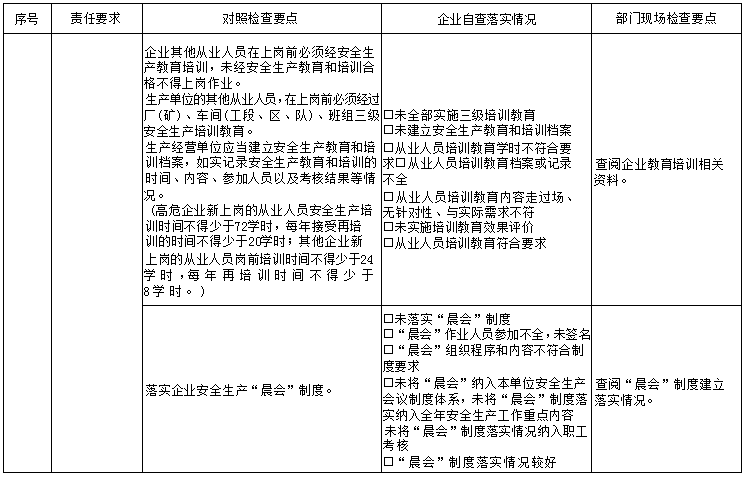 序号
责任要求
对照检查要点
企业自查落实情况
部门现场检查要点
企业其他从业人员在上岗前必须经安全生
产教育培训，未经安全生产教育和培训合
格不得上岗作业。
生产单位的其他从业人员，在上岗前必须经过
厂(矿)、车间(工段、区、队)、班组三级
安全生产培训教育。
生产经营单位应当建立安全生产教育和培
训档案，如实记录安全生产教育和培训的
时间、内容、参加人员以及考核结果等情
况。
(高危企业新上岗的从业人员安全生产培
训时间不得少于72学时，每年接受再培
训的时间不得少于20学时；其他企业新
上岗的从业人员岗前培训时间不得少于24
学时，每年再培训时间不得少于
8学时。)
□未全部实施三级培训教育
□未建立安全生产教育和培训档案
□从业人员培训教育学时不符合要
求□从业人员培训教育档案或记录
不全
□从业人员培训教育内容走过场、
无针对性、与实际需求不符
□未实施培训教育效果评价
□从业人员培训教育符合要求
查阅企业教育培训相关
资料。
落实企业安全生产“晨会”制度。
□未落实“晨会”制度
□“晨会”作业人员参加不全，未签名
□“晨会”组织程序和内容不符合制
度要求
□未将“晨会”纳入本单位安全生产
会议制度体系，未将“晨会”制度落
实纳入全年安全生产工作重点内容
未将“晨会”制度落实情况纳入职工
考核
□“晨会”制度落实情况较好
查阅“晨会”制度建立
落实情况。